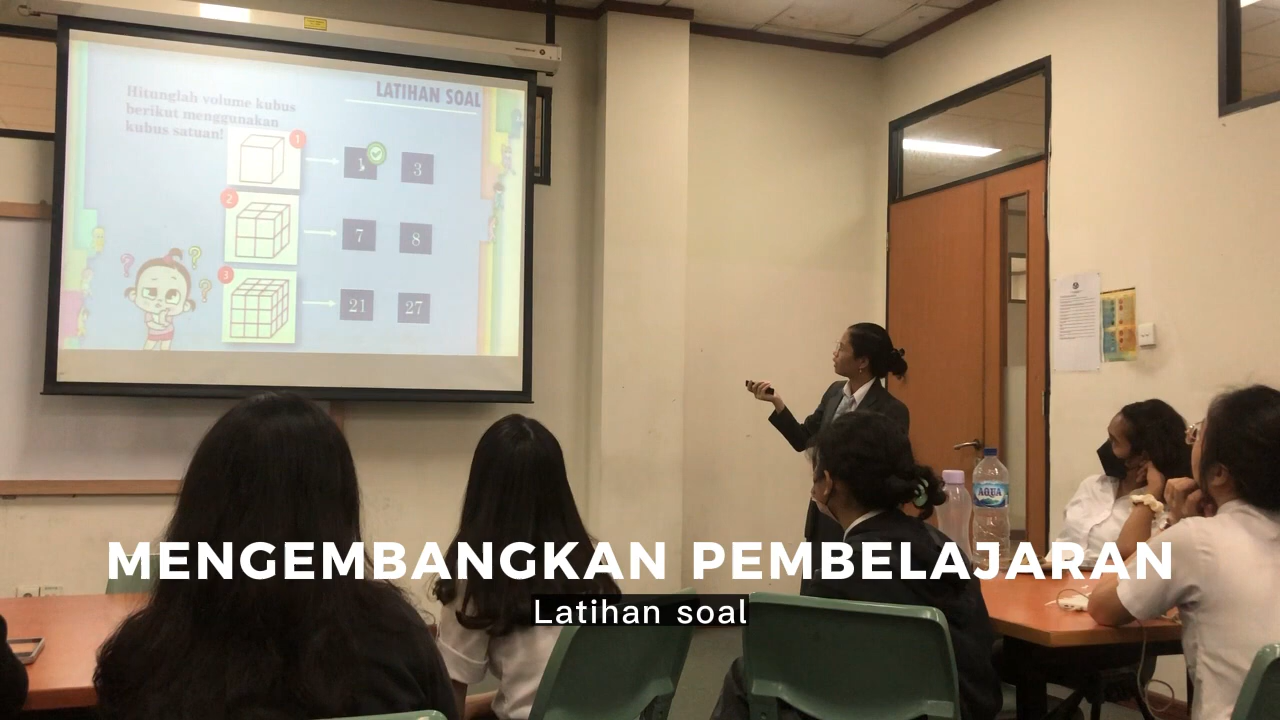 LATIHAN SOAL
Hitunglah volume kubus
berikut menggunakan
kubus satuan!
1
1 3
2
7 8
3
21 27
AQUA
MENGEMBANGKAN PEMBELAJARAN
Latihan soal